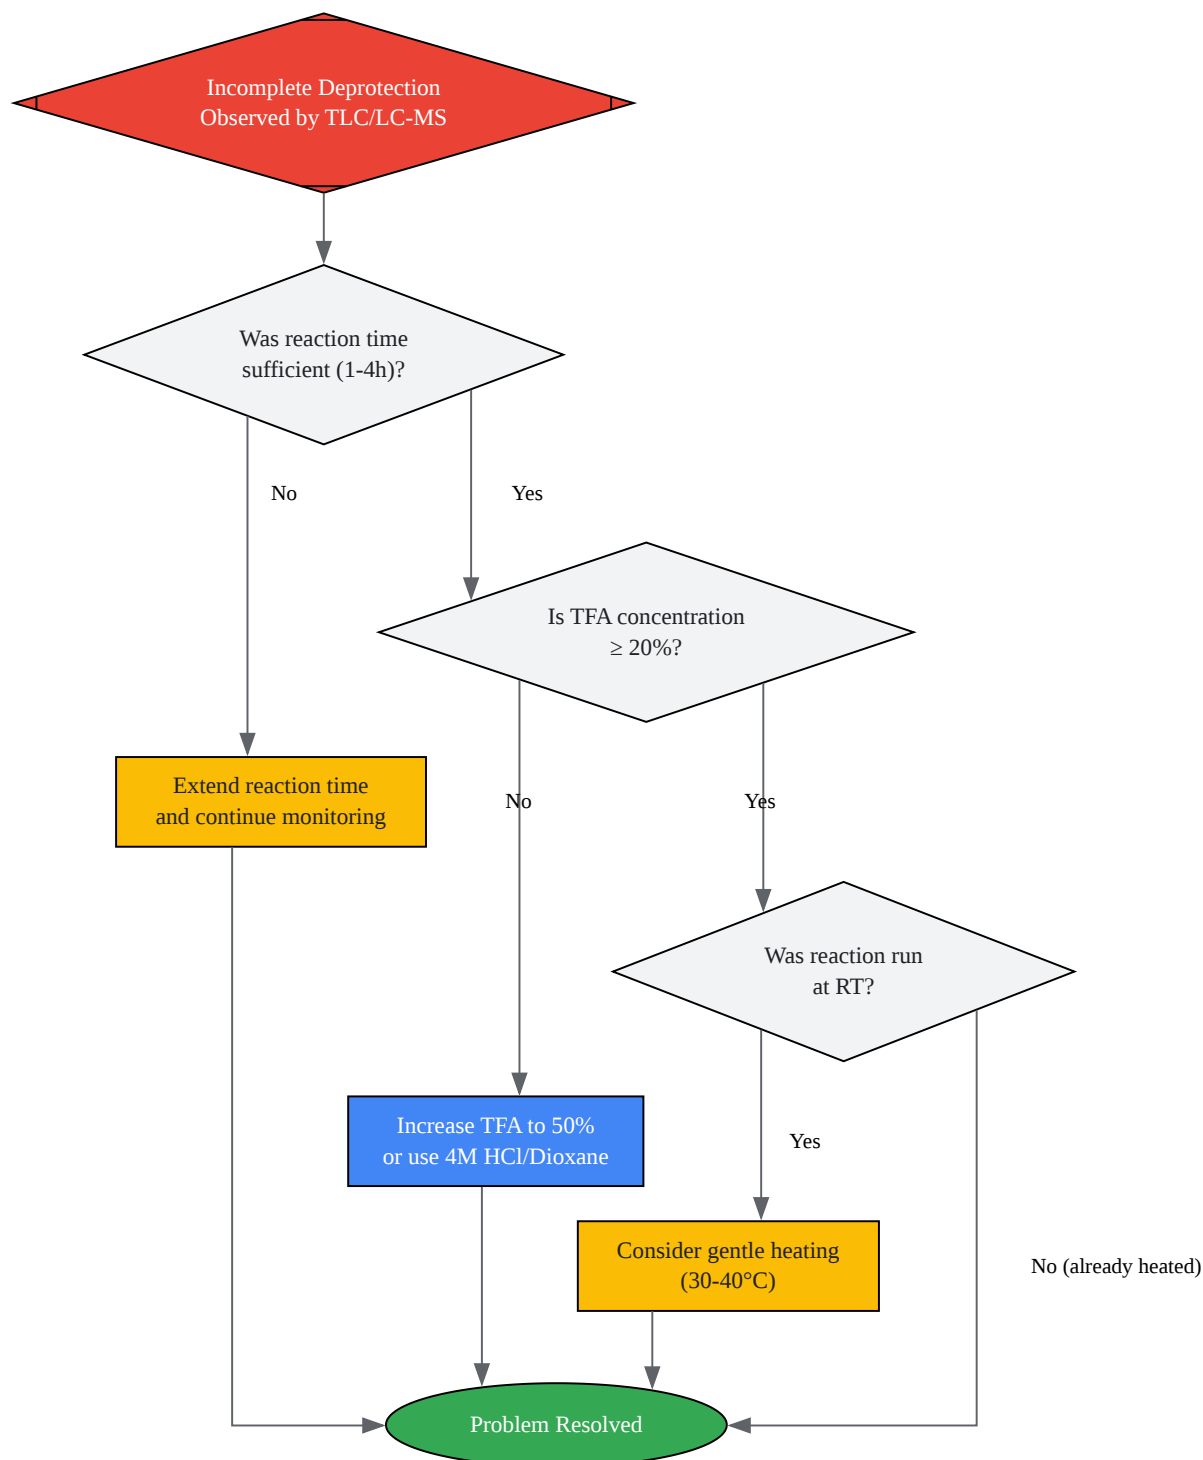 Incomplete Deprotection
Observed by TLC/LC-MS
Was reaction time
sufficient (1-4h)?
No
Yes
Is TFA concentration
≥ 20%?
Extend reaction time
and continue monitoring
No
Yes
Was reaction run
at RT?
Increase TFA to 50%
or use 4M HCl/Dioxane
Yes
Consider gentle heating
(30-40°C)
No (already heated)
Problem Resolved